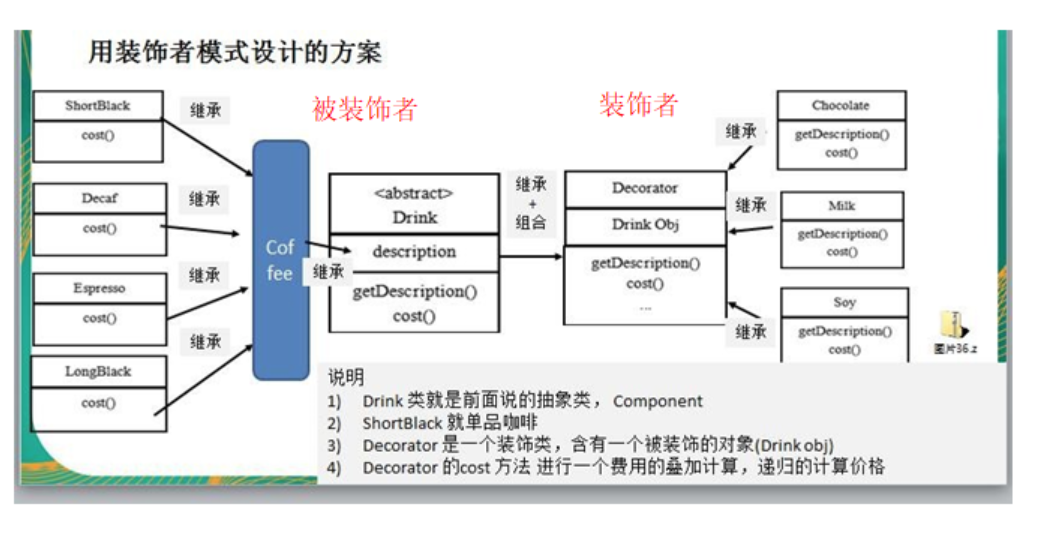 用装饰者模式设计的方案
ShortBlack
cost()
继承
Decaf
cost()
继承
Espresso
cost()
继承
LongBlack
cost()
继承
Cof
fee
继承
被装饰者
<abstract>
Drink
description
getDescription()
cost()
继承
+
组合
装饰者
Decorator
Drink Obj
getDescription()
cost()
...
继承
Chocolate
getDescription()
cost()
继承
Milk
getDescription()
cost()
继承
Soy
getDescription()
cost()
图片36.z
说明
1) Drink 类就是前面说的抽象类， Component
2) ShortBlack 就单品咖啡
3) Decorator 是一个装饰类，含有一个被装饰的对象(Drink obj)
4) Decorator 的cost 方法 进行一个费用的叠加计算，递归的计算价格